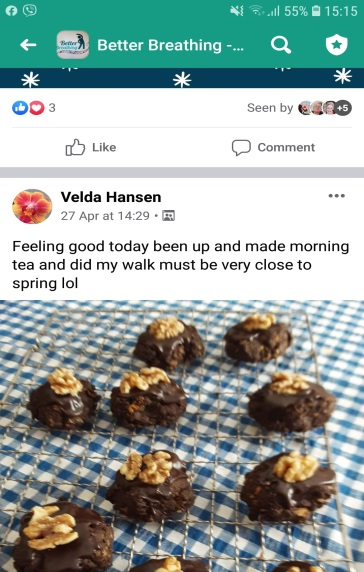 55% 15:15
Better Breathing -...
3
Seen by +5
Like Comment
Velda Hansen
27 Apr at 14:29 •
Feeling good today been up and made morning
tea and did my walk must be very close to
spring lol